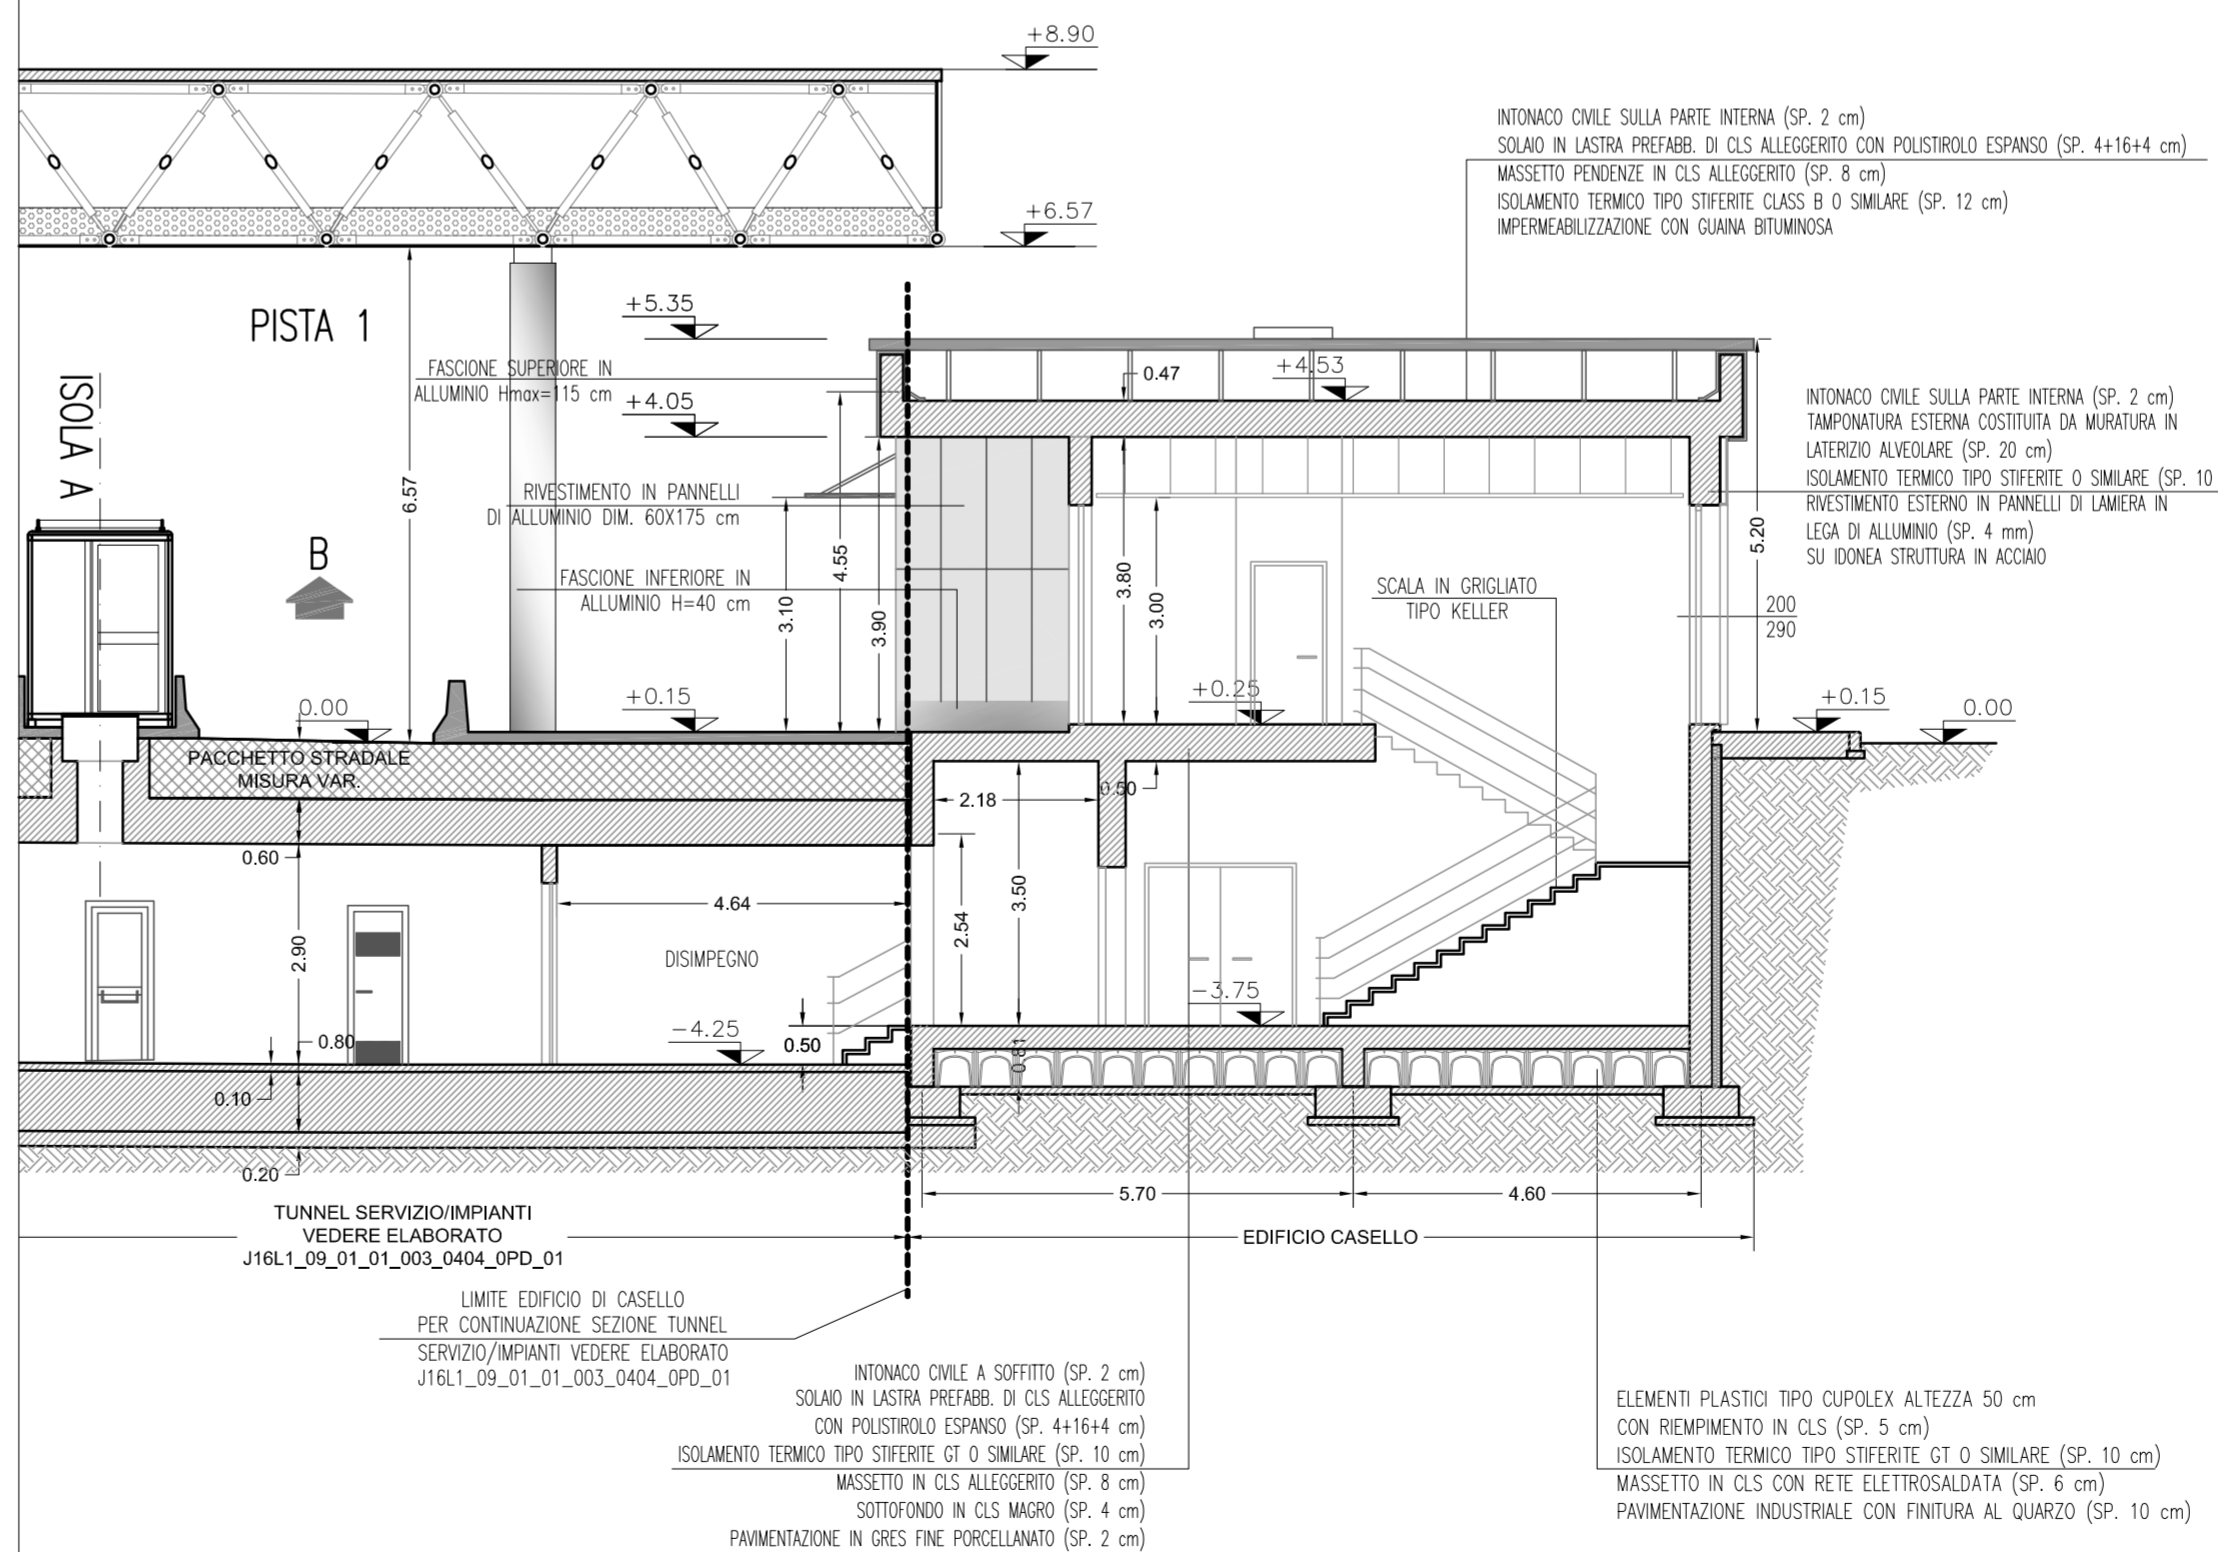 +8.90
+6.57
INTONACO CIVILE SULLA PARTE INTERNA (SP. 2 cm)
SOLAIO IN LASTRA PREFABB. DI CLS ALLEGGERITO CON POLISTIROLO ESPANSO (SP. 4+16+4 cm)
MASSETTO PENDENZE IN CLS ALLEGGERITO (SP. 8 cm)
ISOLAMENTO TERMICO TIPO STIFERITE CLASS B O SIMILARE (SP. 12 cm)
IMPERMEABILIZZAZIONE CON GUAINA BITUMINOSA
PISTA 1
ISOLA A
B
6.57
+5.35
FASCIONE SUPERIORE IN
ALLUMINIO Hmax=115 cm
+4.05
RIVESTIMENTO IN PANNELLI
DI ALLUMINIO DIM. 60X175 cm
FASCIONE INFERIORE IN
ALLUMINIO H=40 cm
3.10
4.55
3.90
0.47
+4.53
3.80
3.00
SCALA IN GRIGLIATO
TIPO KELLER
INTONACO CIVILE SULLA PARTE INTERNA (SP. 2 cm)
TAMPONATURA ESTERNA COSTITUITA DA MURATURA IN
LATERIZIO ALVEOLARE (SP. 20 cm)
ISOLAMENTO TERMICO TIPO STIFERITE O SIMILARE (SP. 10
RIVESTIMENTO ESTERNO IN PANNELLI DI LAMIERA IN
LEGA DI ALLUMINIO (SP. 4 mm)
SU IDONEA STRUTTURA IN ACCIAIO
5.20
200
290
0.00
+0.15
+0.25
+0.15
0.00
PACCHETTO STRADALE
MISURA VAR.
0.60
2.18
0.50
2.90
4.64
DISIMPEGNO
2.54
3.50
-4.25
-3.75
0.80
0.50
0.81
0.10
0.20
5.70
4.60
TUNNEL SERVIZIO/IMPIANTI
VEDERE ELABORATO
J16L1_09_01_01_003_0404_0PD_01
EDIFICIO CASELLO
LIMITE EDIFICIO DI CASELLO
PER CONTINUAZIONE SEZIONE TUNNEL
SERVIZIO/IMPIANTI VEDERE ELABORATO
J16L1_09_01_01_003_0404_0PD_01
INTONACO CIVILE A SOFFITTO (SP. 2 cm)
SOLAIO IN LASTRA PREFABB. DI CLS ALLEGGERITO
CON POLISTIROLO ESPANSO (SP. 4+16+4 cm)
ISOLAMENTO TERMICO TIPO STIFERITE GT O SIMILARE (SP. 10 cm)
MASSETTO IN CLS ALLEGGERITO (SP. 8 cm)
SOTTOFONDO IN CLS MAGRO (SP. 4 cm)
PAVIMENTAZIONE IN GRES FINE PORCELLANATO (SP. 2 cm)
ELEMENTI PLASTICI TIPO CUPOLEX ALTEZZA 50 cm
CON RIEMPIMENTO IN CLS (SP. 5 cm)
ISOLAMENTO TERMICO TIPO STIFERITE GT O SIMILARE (SP. 10 cm)
MASSETTO IN CLS CON RETE ELETTROSALDATA (SP. 6 cm)
PAVIMENTAZIONE INDUSTRIALE CON FINITURA AL QUARZO (SP. 10 cm)